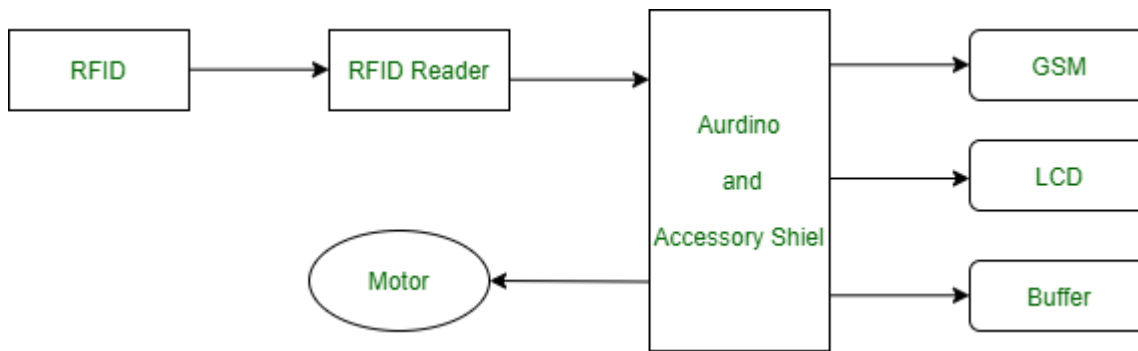 RFID
RFID Reader
Aurdino
and
Accessory Shiel
GSM
LCD
Buffer
Motor